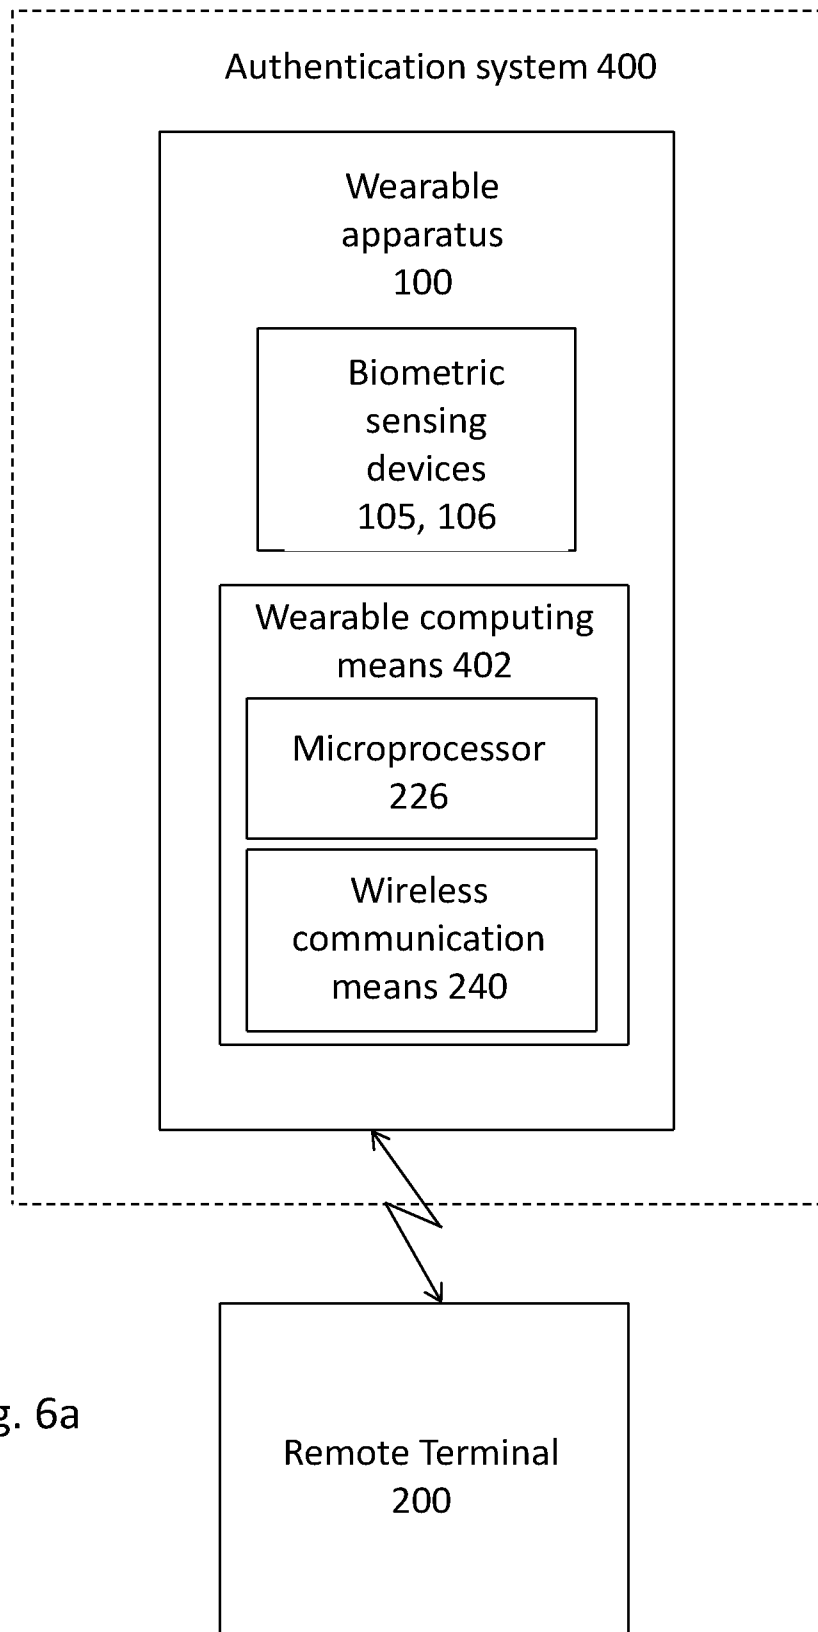 Authentication system 400
Wearable
apparatus
100
Biometric
sensing
devices
105, 106
Wearable computing
means 402
Microprocessor
226
Wireless
communication
means 240
g. 6a
Remote Terminal
200